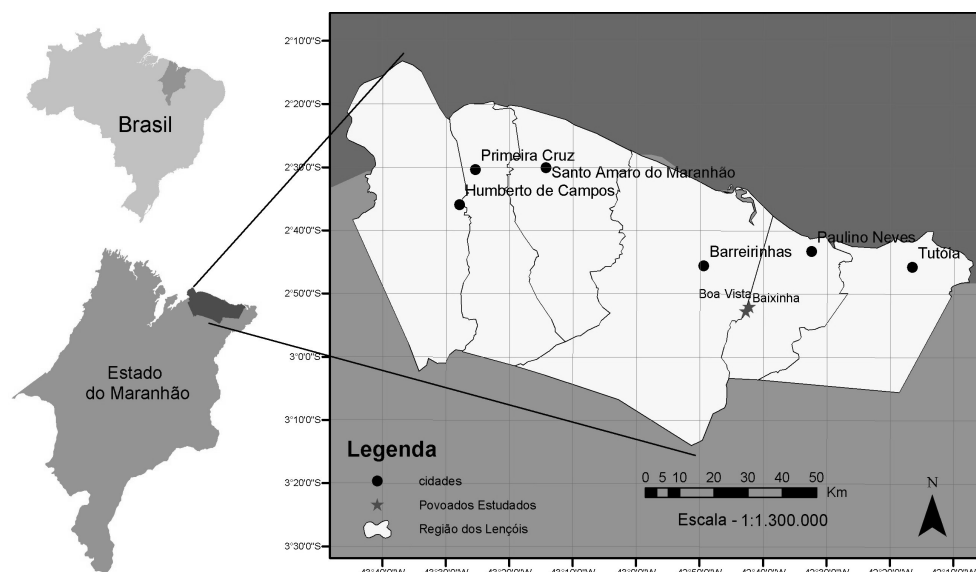 Brasil
Estado
do Maranhão
2°10'0"S
2°20'0"S
2°30'0"S
2°40'0"S
2°50'0"S
3°00'0"S
3°10'0"S
3°20'0"S
3°30'0"S
Primeira Cruz
Santo Amaro do Maranhão
Humberto de Campos
Barreirinhas
Paulino Neves
Tutóia
Boa Vista
Baixinha
Legenda
cidades
Povoados Estudados
Região dos Lençóis
0 5 10 20 30 40 50
Km
Escala - 1:1.300.000
N